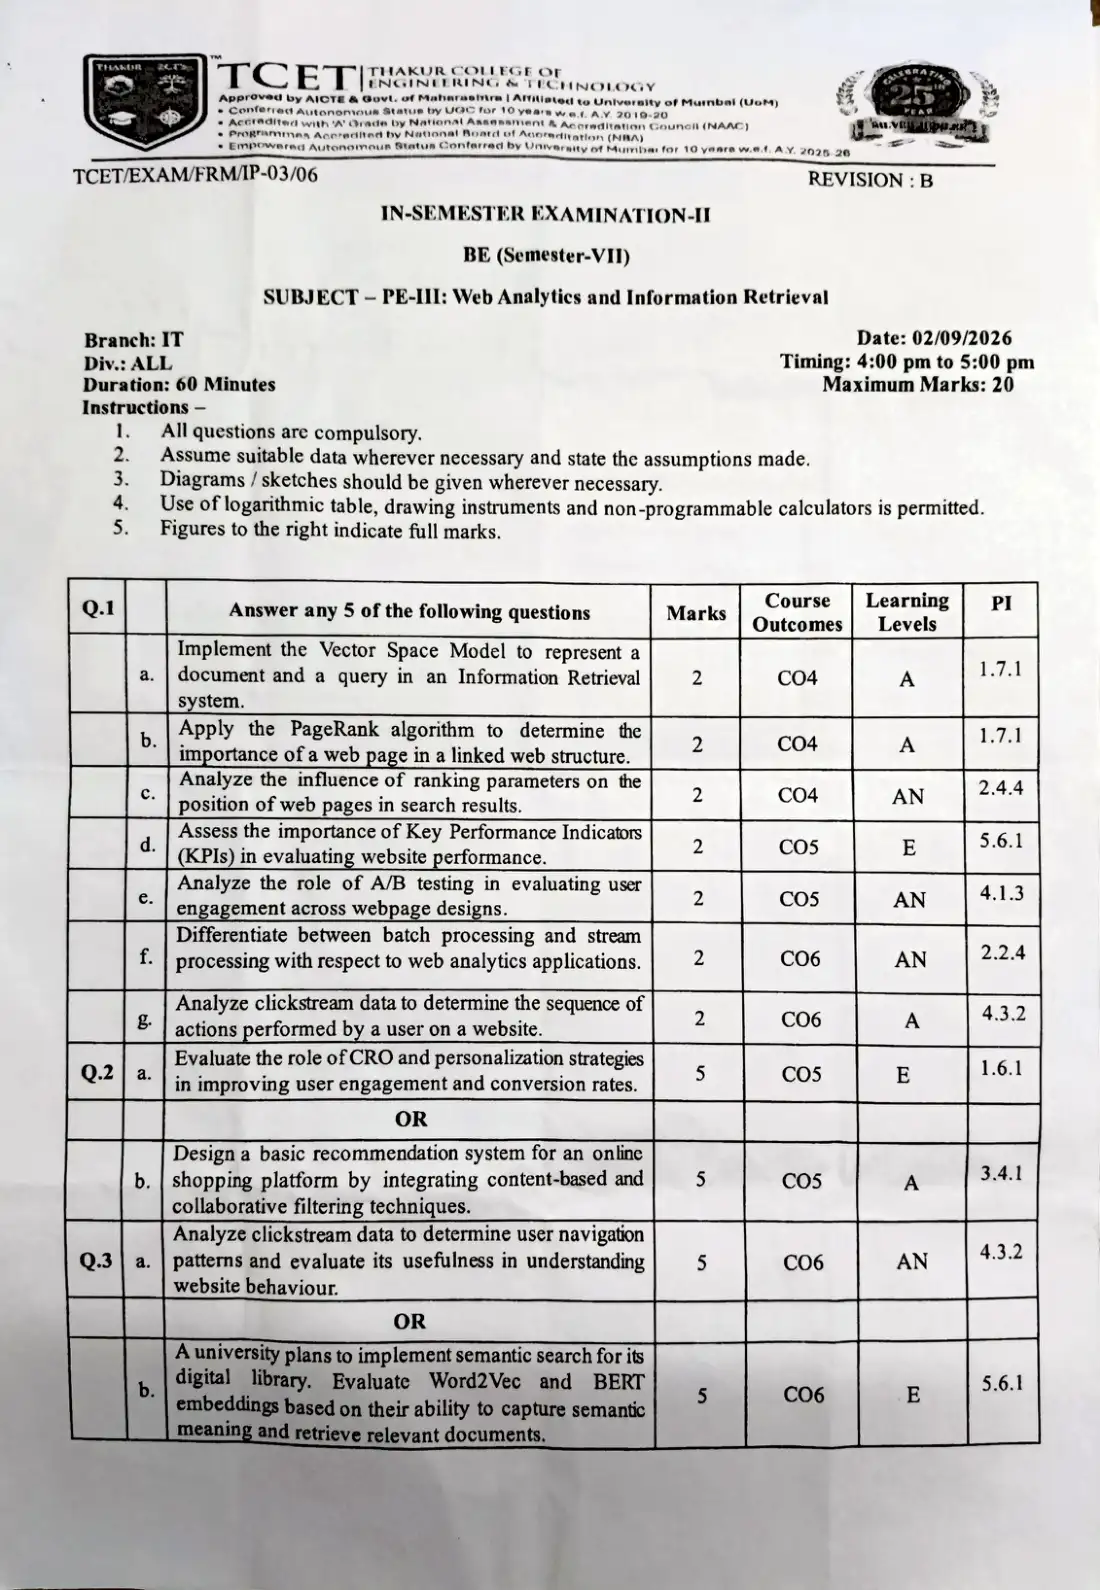 THAKUR
TCET
THAKUR COLLEGE OF
ENGINEERING & TECHNOLOGY
Approved by AICTE & Govt. of Maharashtra | Affiliated to University of Mumbai (UoM)
• Conferred Autonomous Status by UGC for 10 years w.e.f. A.Y. 2019-20
• Accredited with 'A' Grade by National Assessment & Accreditation Council (NAAC)
• Programmes Accredited by National Board of Accreditation (NBA)
• Empowered Autonomous Status Conferred by University of Mumbai for 10 years w.e.f. A.Y. 2025-26
CELEBRATING
25
YEARS
TCET/EXAM/FRM/IP-03/06
REVISION : B
IN-SEMESTER EXAMINATION-II
BE (Semester-VII)
SUBJECT – PE-III: Web Analytics and Information Retrieval
Branch: IT
Date: 02/09/2026
Div.: ALL
Timing: 4:00 pm to 5:00 pm
Duration: 60 Minutes
Maximum Marks: 20
Instructions –
1. All questions are compulsory.
2. Assume suitable data wherever necessary and state the assumptions made.
3. Diagrams / sketches should be given wherever necessary.
4. Use of logarithmic table, drawing instruments and non-programmable calculators is permitted.
5. Figures to the right indicate full marks.
Q.1 Answer any 5 of the following questions Marks Course Outcomes Learning Levels PI
a. Implement the Vector Space Model to represent a
document and a query in an Information Retrieval 2 CO4 A 1.7.1
system.
b. Apply the PageRank algorithm to determine the
importance of a web page in a linked web structure. 2 CO4 A 1.7.1
c. Analyze the influence of ranking parameters on the
position of web pages in search results. 2 CO4 AN 2.4.4
d. Assess the importance of Key Performance Indicators
(KPIs) in evaluating website performance. 2 CO5 E 5.6.1
e. Analyze the role of A/B testing in evaluating user
engagement across webpage designs. 2 CO5 AN 4.1.3
f. Differentiate between batch processing and stream
processing with respect to web analytics applications. 2 CO6 AN 2.2.4
g. Analyze clickstream data to determine the sequence of
actions performed by a user on a website. 2 CO6 A 4.3.2
Q.2 a. Evaluate the role of CRO and personalization strategies
in improving user engagement and conversion rates. 5 CO5 E 1.6.1
OR
b. Design a basic recommendation system for an online
shopping platform by integrating content-based and 5 CO5 A 3.4.1
collaborative filtering techniques.
Q.3 a. Analyze clickstream data to determine user navigation
patterns and evaluate its usefulness in understanding 5 CO6 AN 4.3.2
website behaviour.
OR
b. A university plans to implement semantic search for its
digital library. Evaluate Word2Vec and BERT 5 CO6 E 5.6.1
embeddings based on their ability to capture semantic
meaning and retrieve relevant documents.